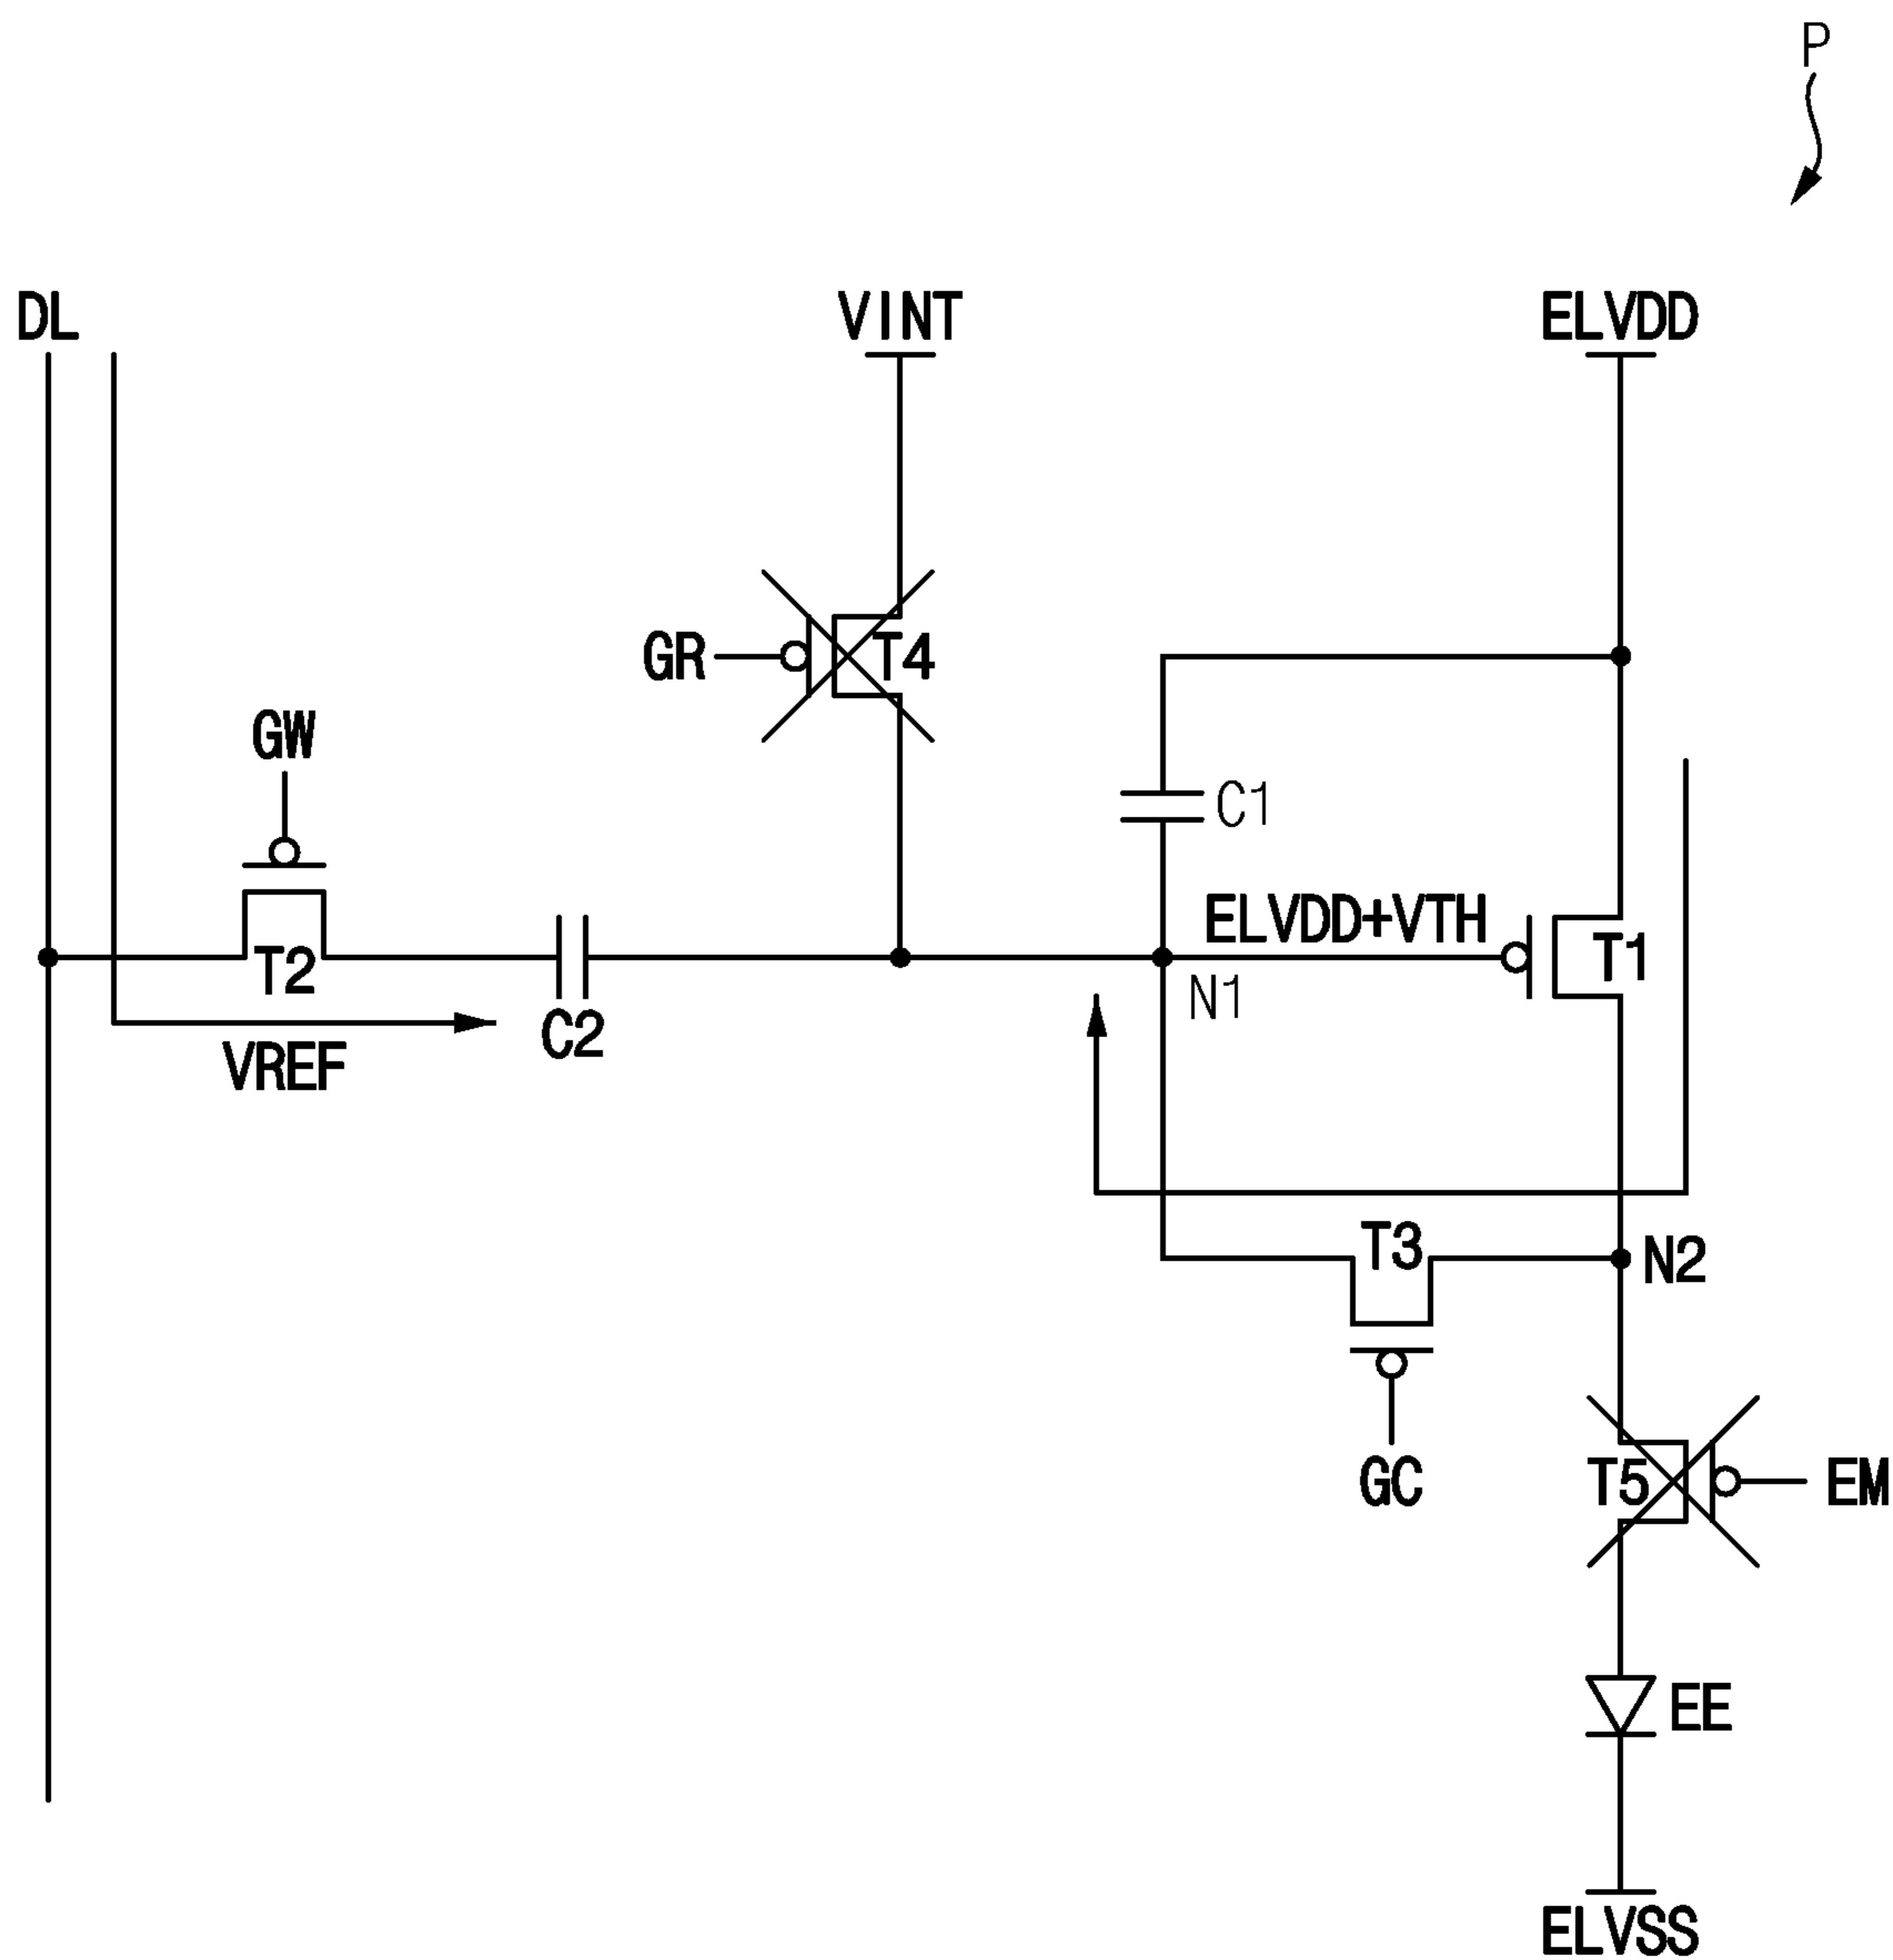 P
DL
VINT
ELVDD
GR
T4
GW
C1
ELVDD+VTH
T1
T2
N1
C2
VREF
T3
N2
GC
T5
EM
EE
ELVSS